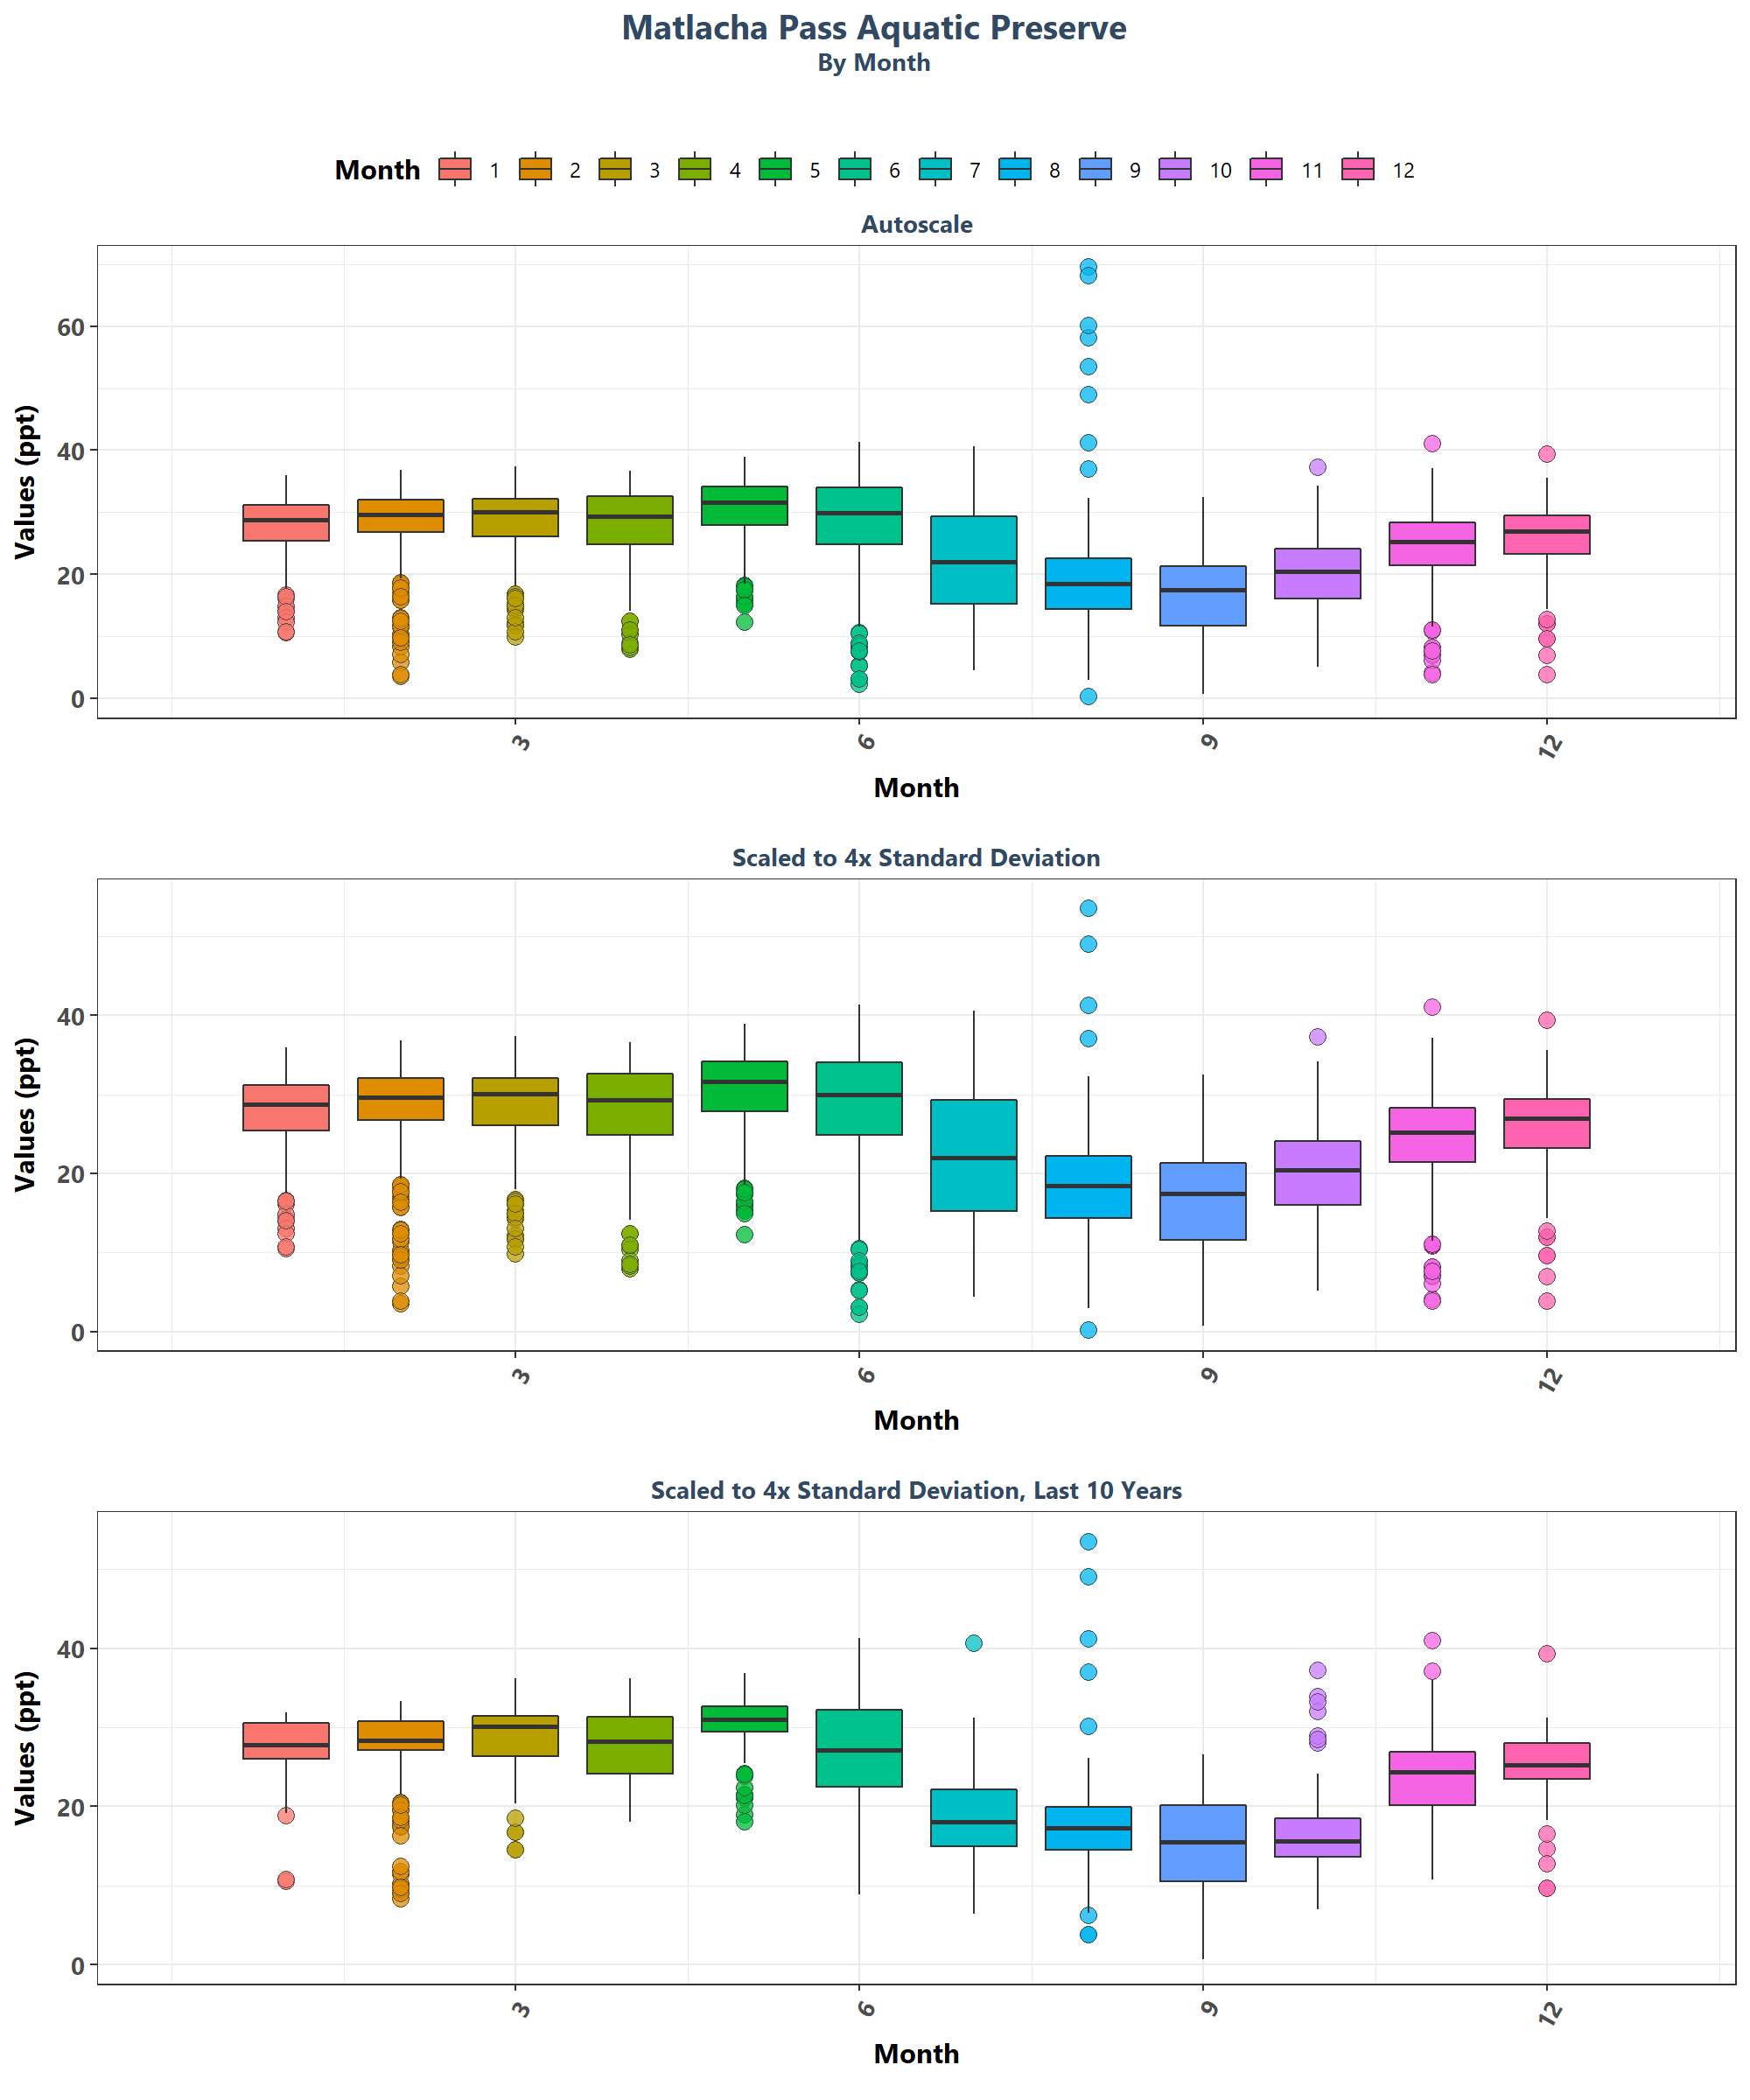 Matlacha Pass Aquatic Preserve
By Month
Month 1 2 3 4 5 6 7 8 9 10 11 12
Autoscale
Values (ppt)
60
40
20
0
3 6 9 12
Month
Scaled to 4x Standard Deviation
Values (ppt)
40
20
0
3 6 9 12
Month
Scaled to 4x Standard Deviation, Last 10 Years
Values (ppt)
40
20
0
3 6 9 12
Month